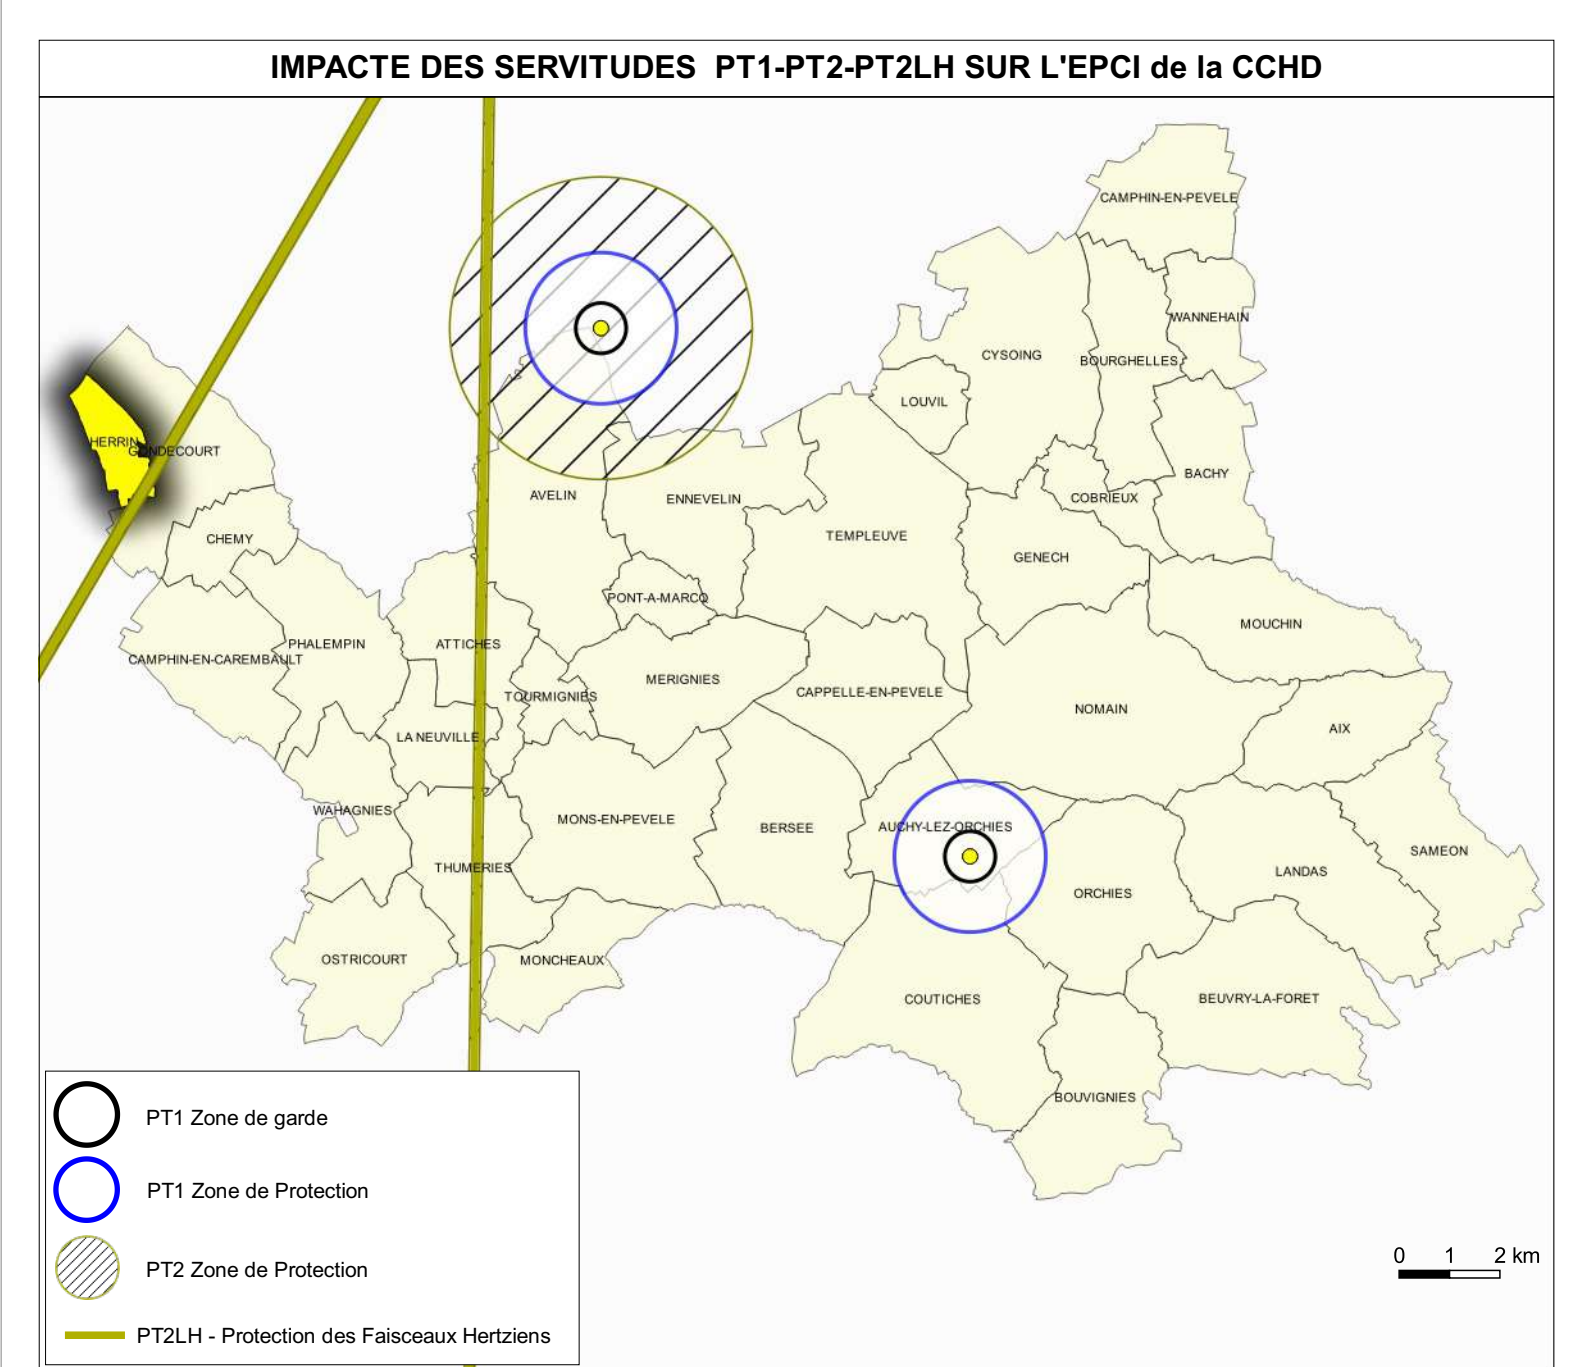 IMPACTE DES SERVITUDES PT1-PT2-PT2LH SUR L'EPCI de la CCHD
CAMPHIN-EN-PEVELE
WANNEHAIN
CYSOING
BOURGHELLES
LOUVIL
HERRIN
GONDECOURT
BACHY
AVELIN
ENNEVELIN
COBRIEUX
TEMPLEUVE
CHEMY
GENECH
PONT-A-MARCQ
MOUCHIN
PHALEMPIN
ATTICHES
CAMPHIN-EN-CAREMBAULT
MERIGNIES
CAPPELLE-EN-PEVELE
TOURMIGNIES
NOMAIN
AIX
LA NEUVILLE
WAHAGNIES
MONS-EN-PEVELE
BERSEE
AUCHY-LEZ-ORCHIES
SAMEON
THUMERIES
LANDAS
ORCHIES
OSTRICOURT
MONCHEAUX
COUTICHES
BEUVRY-LA-FORET
BOUVIGNIES
PT1 Zone de garde
PT1 Zone de Protection
PT2 Zone de Protection
PT2LH - Protection des Faisceaux Hertziens
0 1 2 km